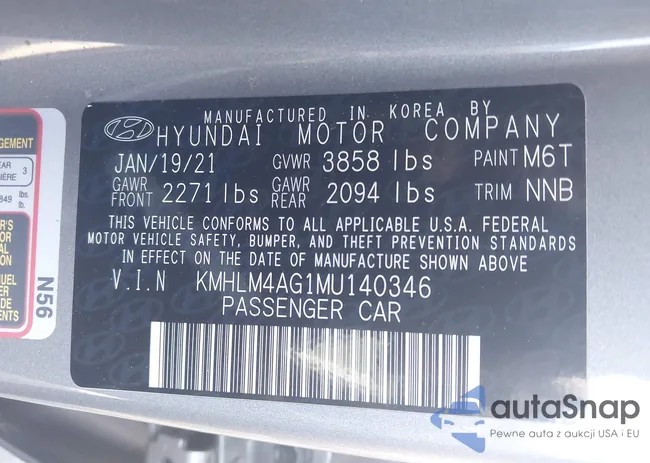 MANUFACTURED IN KOREA BY
HYUNDAI MOTOR COMPANY
JAN/19/21 GVWR 3858 lbs PAINT M6T
GAWR FRONT 2271 lbs GAWR REAR 2094 lbs TRIM NNB
THIS VEHICLE CONFORMS TO ALL APPLICABLE U.S.A. FEDERAL
MOTOR VEHICLE SAFETY, BUMPER, AND THEFT PREVENTION STANDARDS
IN EFFECT ON THE DATE OF MANUFACTURE SHOWN ABOVE
V.I.N KMHLM4AG1MU140346
PASSENGER CAR
N56
3
849 lbs.
autaSnap
Pewne auta z aukcji USA i EU